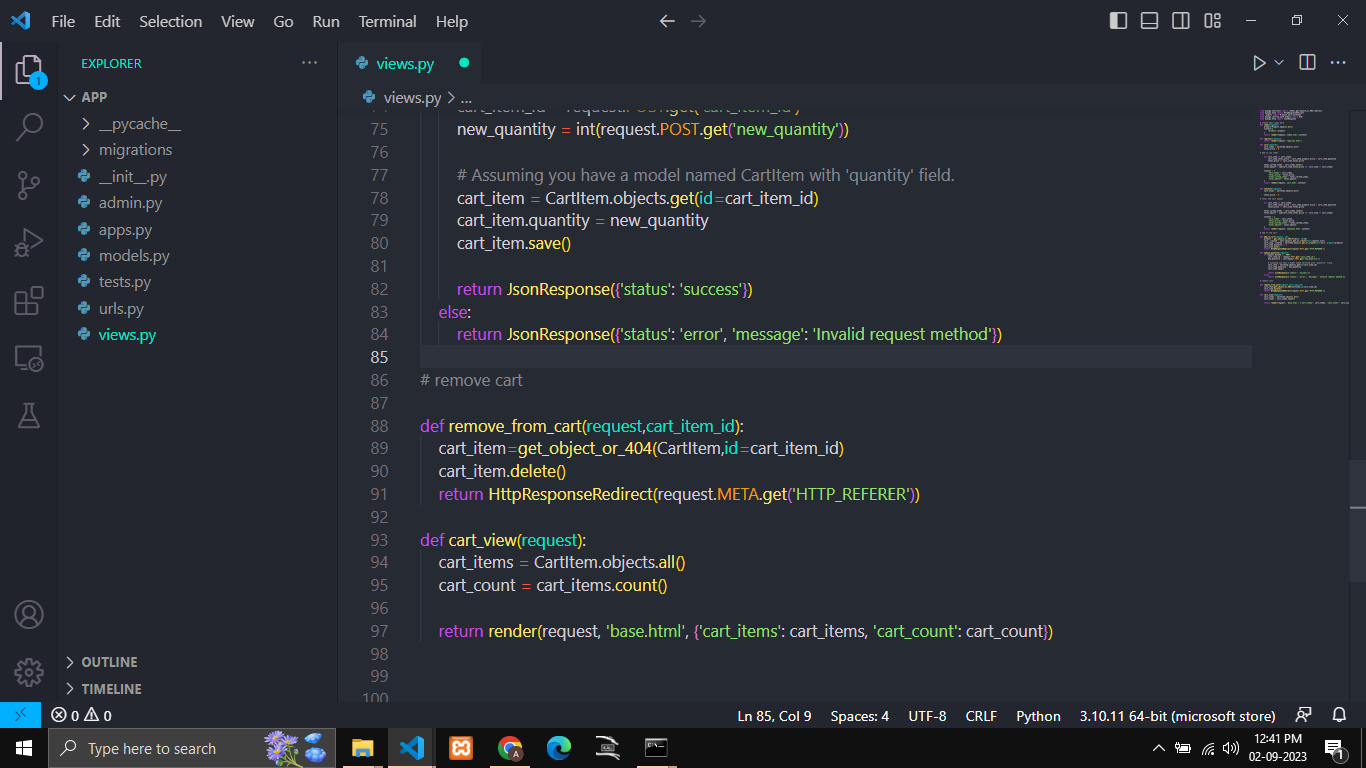 File Edit Selection View Go Run Terminal Help
EXPLORER
views.py
1
APP
views.py > ...
__pycache__
migrations
__init__.py
admin.py
apps.py
models.py
tests.py
urls.py
views.py
75 new_quantity = int(request.POST.get('new_quantity'))
76
77 # Assuming you have a model named CartItem with 'quantity' field.
78 cart_item = CartItem.objects.get(id=cart_item_id)
79 cart_item.quantity = new_quantity
80 cart_item.save()
81
82 return JsonResponse({'status': 'success'})
83 else:
84 return JsonResponse({'status': 'error', 'message': 'Invalid request method'})
85
86 # remove cart
87
88 def remove_from_cart(request,cart_item_id):
89 cart_item=get_object_or_404(CartItem,id=cart_item_id)
90 cart_item.delete()
91 return HttpResponseRedirect(request.META.get('HTTP_REFERER'))
92
93 def cart_view(request):
94 cart_items = CartItem.objects.all()
95 cart_count = cart_items.count()
96
97 return render(request, 'base.html', {'cart_items': cart_items, 'cart_count': cart_count})
98
99
100
OUTLINE
TIMELINE
0 0
Ln 85, Col 9 Spaces: 4 UTF-8 CRLF Python 3.10.11 64-bit (microsoft store)
Type here to search
12:41 PM
02-09-2023
1